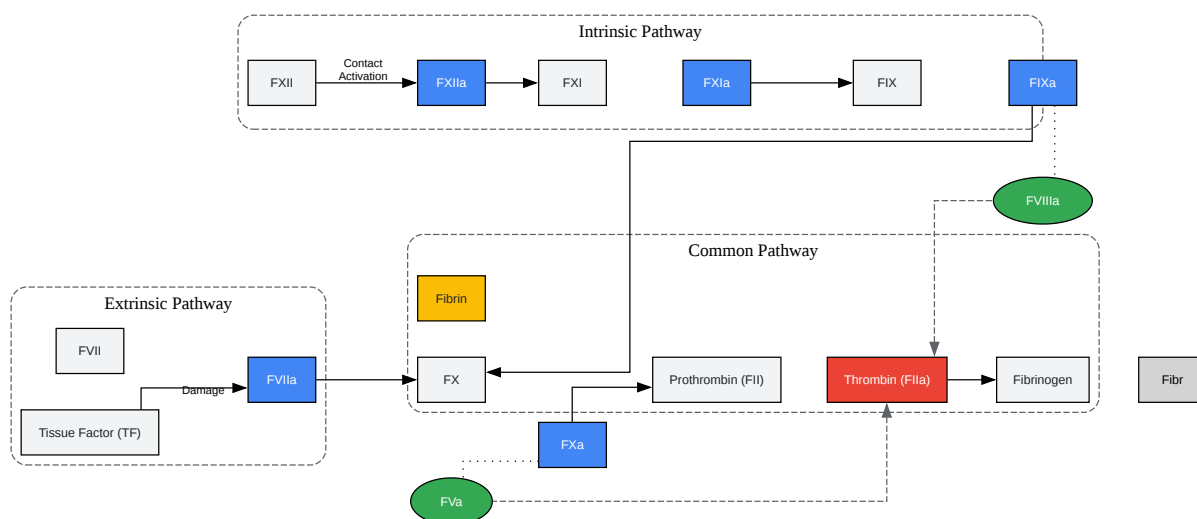 Intrinsic Pathway
Contact
Activation
FXII
FXIIa
FXI
FXIa
FIX
FIXa
FVIIIa
Common Pathway
Fibrin
Extrinsic Pathway
FVII
FVIIa
Damage
Tissue Factor (TF)
FX
Prothrombin (FII)
Thrombin (FIIa)
Fibrinogen
Fibr
FXa
FVa